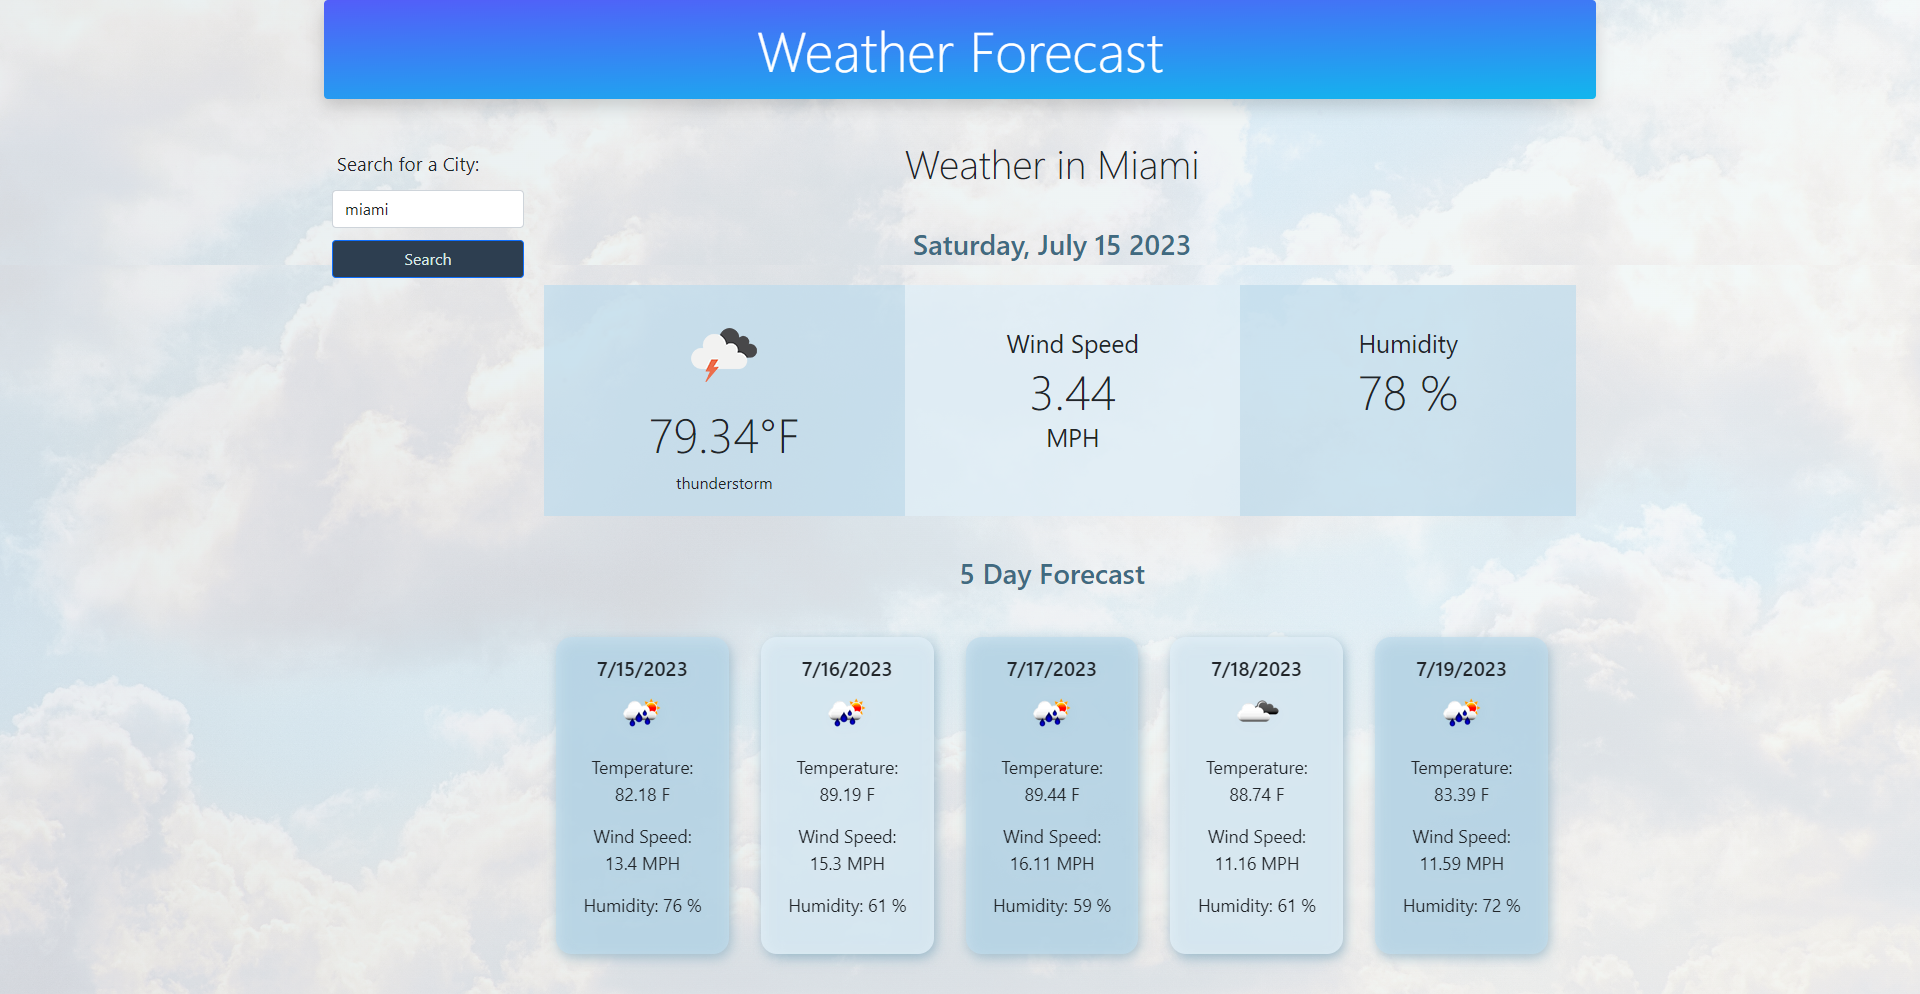 Weather Forecast
Search for a City:
miami
Search
Weather in Miami
Saturday, July 15 2023
79.34°F
thunderstorm
Wind Speed
3.44
MPH
Humidity
78 %
5 Day Forecast
7/15/2023
Temperature:
82.18 F
Wind Speed:
13.4 MPH
Humidity: 76 %
7/16/2023
Temperature:
89.19 F
Wind Speed:
15.3 MPH
Humidity: 61 %
7/17/2023
Temperature:
89.44 F
Wind Speed:
16.11 MPH
Humidity: 59 %
7/18/2023
Temperature:
88.74 F
Wind Speed:
11.16 MPH
Humidity: 61 %
7/19/2023
Temperature:
83.39 F
Wind Speed:
11.59 MPH
Humidity: 72 %